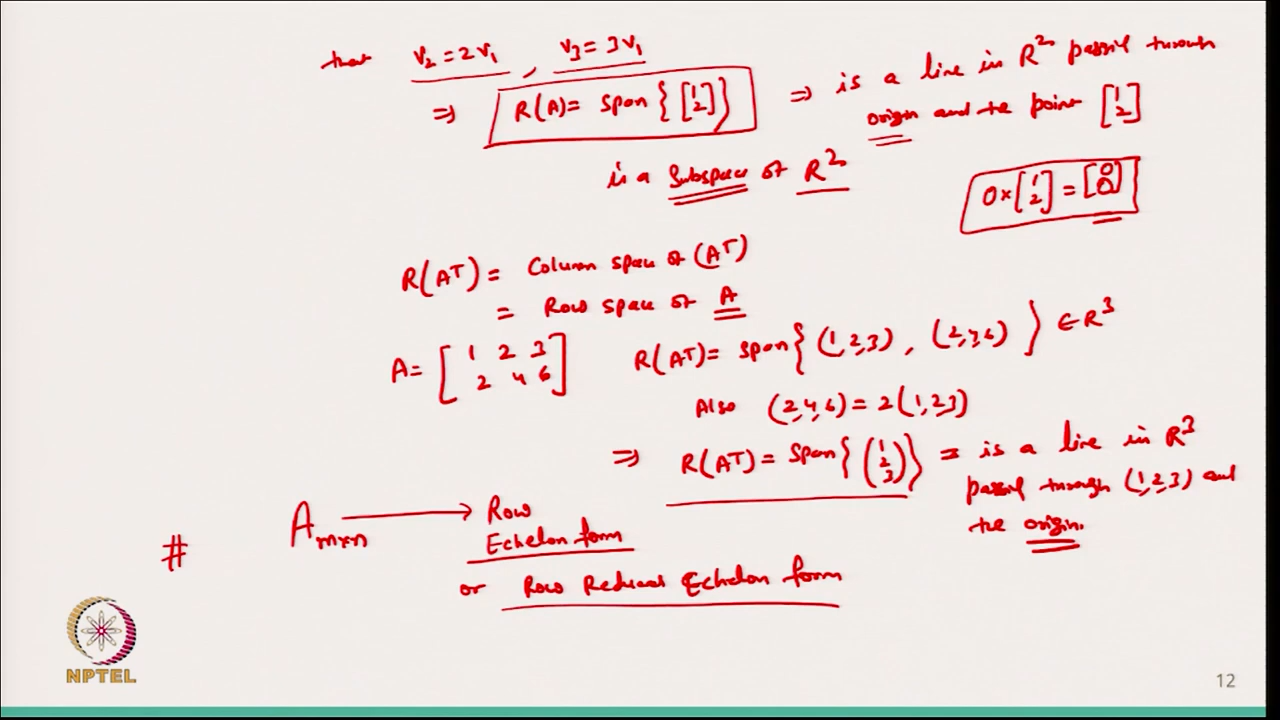 that v₂ = 2v₁ , v₃ = 3v₁
⇒ R(A) = Span { [1 2] } ⇒ is a line in R² passing through
origin and the point [1 2]
is a Subspace of R²
0 × [1 2] = [0 0]
R(AT) = Column space of (AT)
= Row space of A
A = [1 2 3
2 4 6]
R(AT) = Span { (1,2,3) , (2,4,6) } ∈ R³
Also (2,4,6) = 2(1,2,3)
⇒ R(AT) = Span { (1 2 3) } = is a line in R³
passing through (1,2,3) and
the origin.
# Amxn → Row
Echelon form
or Row Reduced Echelon form
NPTEL
12